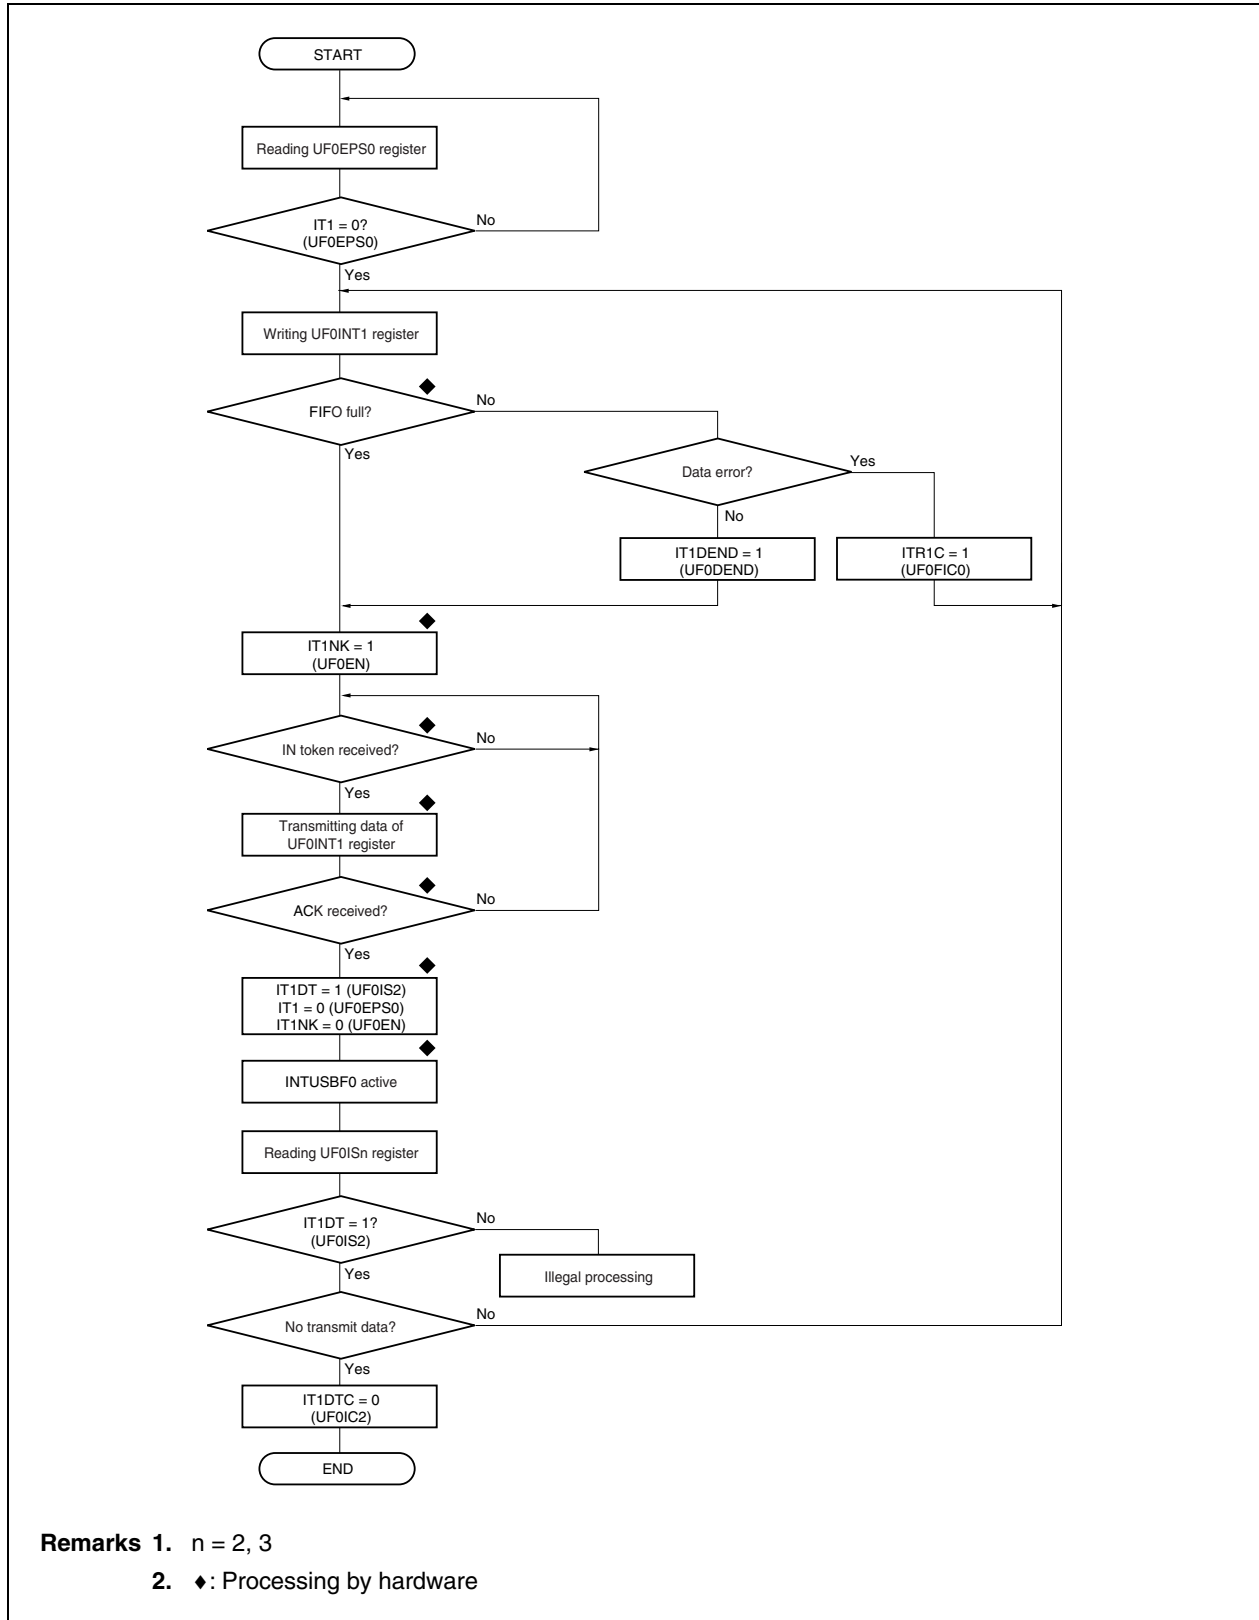 START
Reading UF0EPS0 register
IT1 = 0?
(UF0EPS0)
No
Yes
Writing UF0INT1 register
FIFO full?
◆
No
Yes
Data error?
Yes
No
IT1DEND = 1
(UF0DEND)
ITR1C = 1
(UF0FIC0)
◆
IT1NK = 1
(UF0EN)
◆
IN token received?
No
Yes
◆
Transmitting data of
UF0INT1 register
◆
ACK received?
No
Yes
◆
IT1DT = 1 (UF0IS2)
IT1 = 0 (UF0EPS0)
IT1NK = 0 (UF0EN)
◆
INTUSBF0 active
Reading UF0ISn register
IT1DT = 1?
(UF0IS2)
No
Illegal processing
Yes
No transmit data?
No
Yes
IT1DTC = 0
(UF0IC2)
END
Remarks 1. n = 2, 3
2. ♦: Processing by hardware